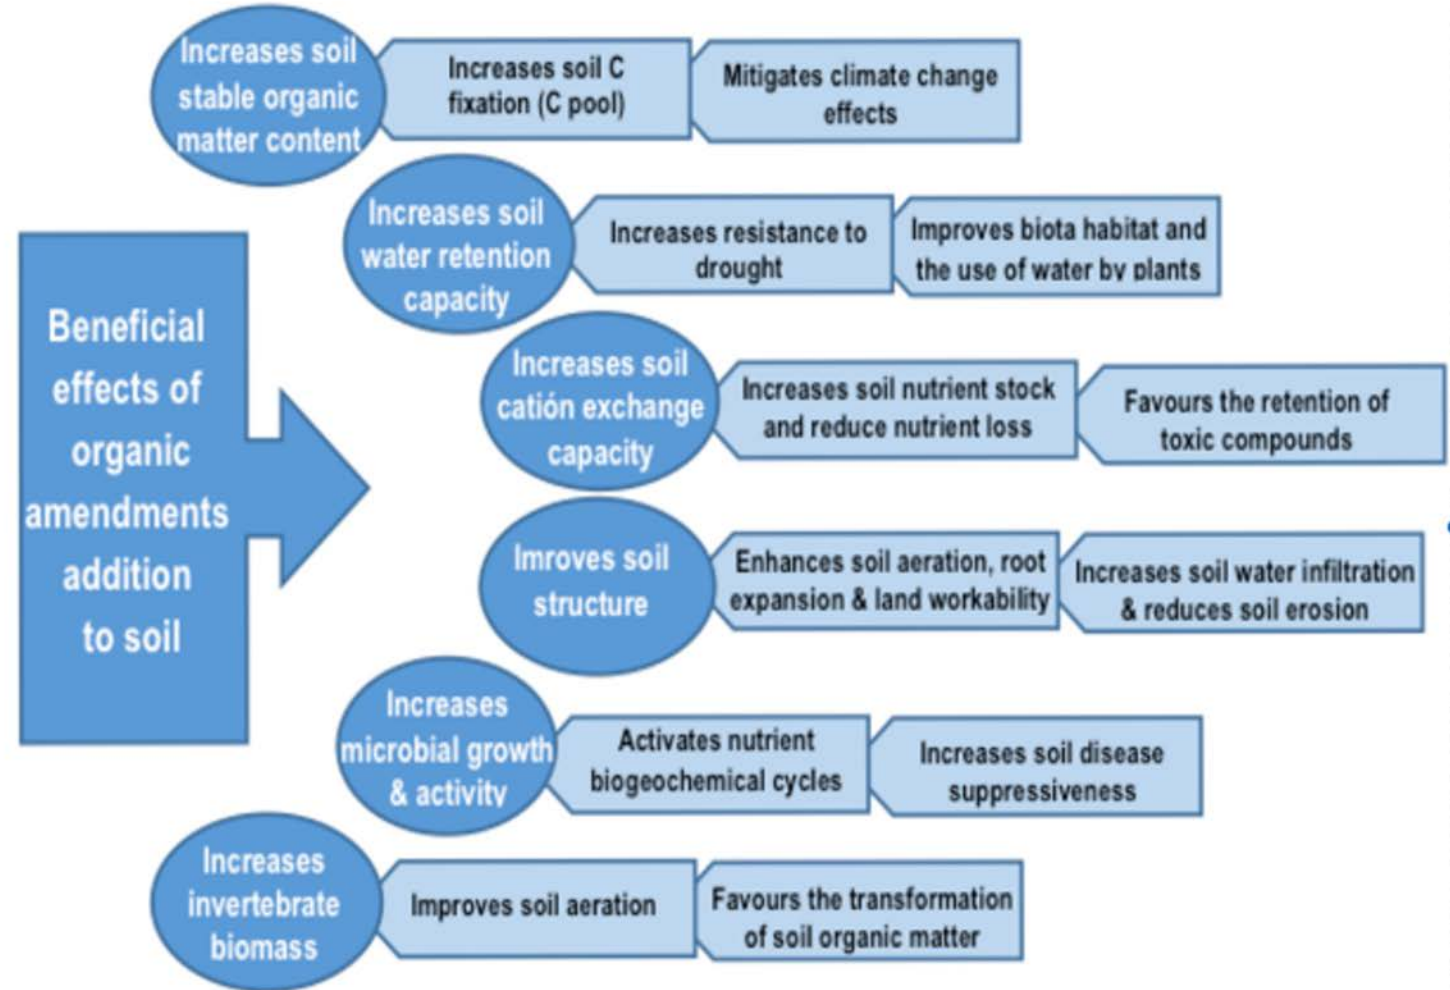 Beneficial
effects of
organic
amendments
addition
to soil
Increases soil
stable organic
matter content
Increases soil C
fixation (C pool)
Mitigates climate change
effects
Increases soil
water retention
capacity
Increases resistance to
drought
Improves biota habitat and
the use of water by plants
Increases soil
catión exchange
capacity
Increases soil nutrient stock
and reduce nutrient loss
Favours the retention of
toxic compounds
Imroves soil
structure
Enhances soil aeration, root
expansion & land workability
Increases soil water infiltration
& reduces soil erosion
Increases
microbial growth
& activity
Activates nutrient
biogeochemical cycles
Increases soil disease
suppressiveness
Increases
invertebrate
biomass
Improves soil aeration
Favours the transformation
of soil organic matter